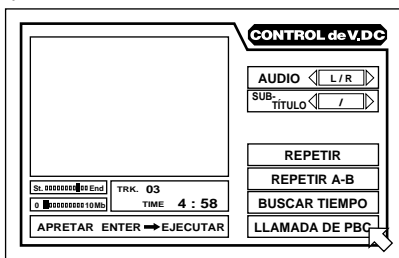 CONTROL de V.DC
AUDIO L/R
SUB-TÍTULO /
REPETIR
REPETIR A-B
BUSCAR TIEMPO
LLAMADA DE PBC
St. End
0 10Mb
TRK. 03
TIME 4 : 58
APRETAR ENTER ➡ EJECUTAR